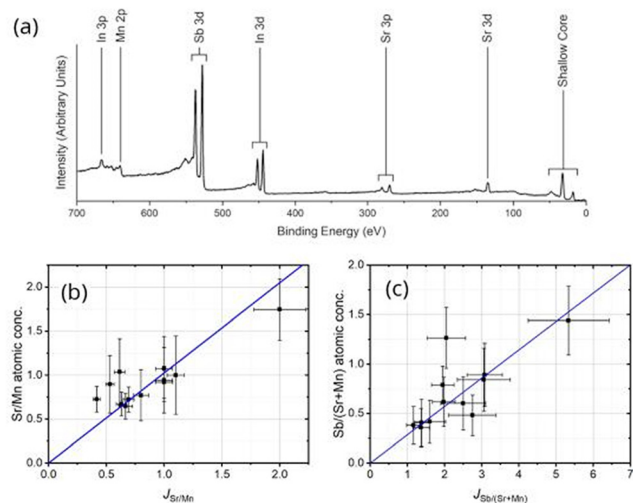 (a)
In 3p
Mn 2p
Sb 3d
In 3d
Sr 3p
Sr 3d
Shallow Core
Intensity (Arbitrary Units)
700 600 500 400 300 200 100 0
Binding Energy (eV)
(b)
Sr/Mn atomic conc.
2.0
1.5
1.0
0.5
0.0
0.0 0.5 1.0 1.5 2.0
J Sr/Mn
(c)
Sb/(Sr+Mn) atomic conc.
2.0
1.5
1.0
0.5
0.0
0 1 2 3 4 5 6 7
J Sb/(Sr+Mn)